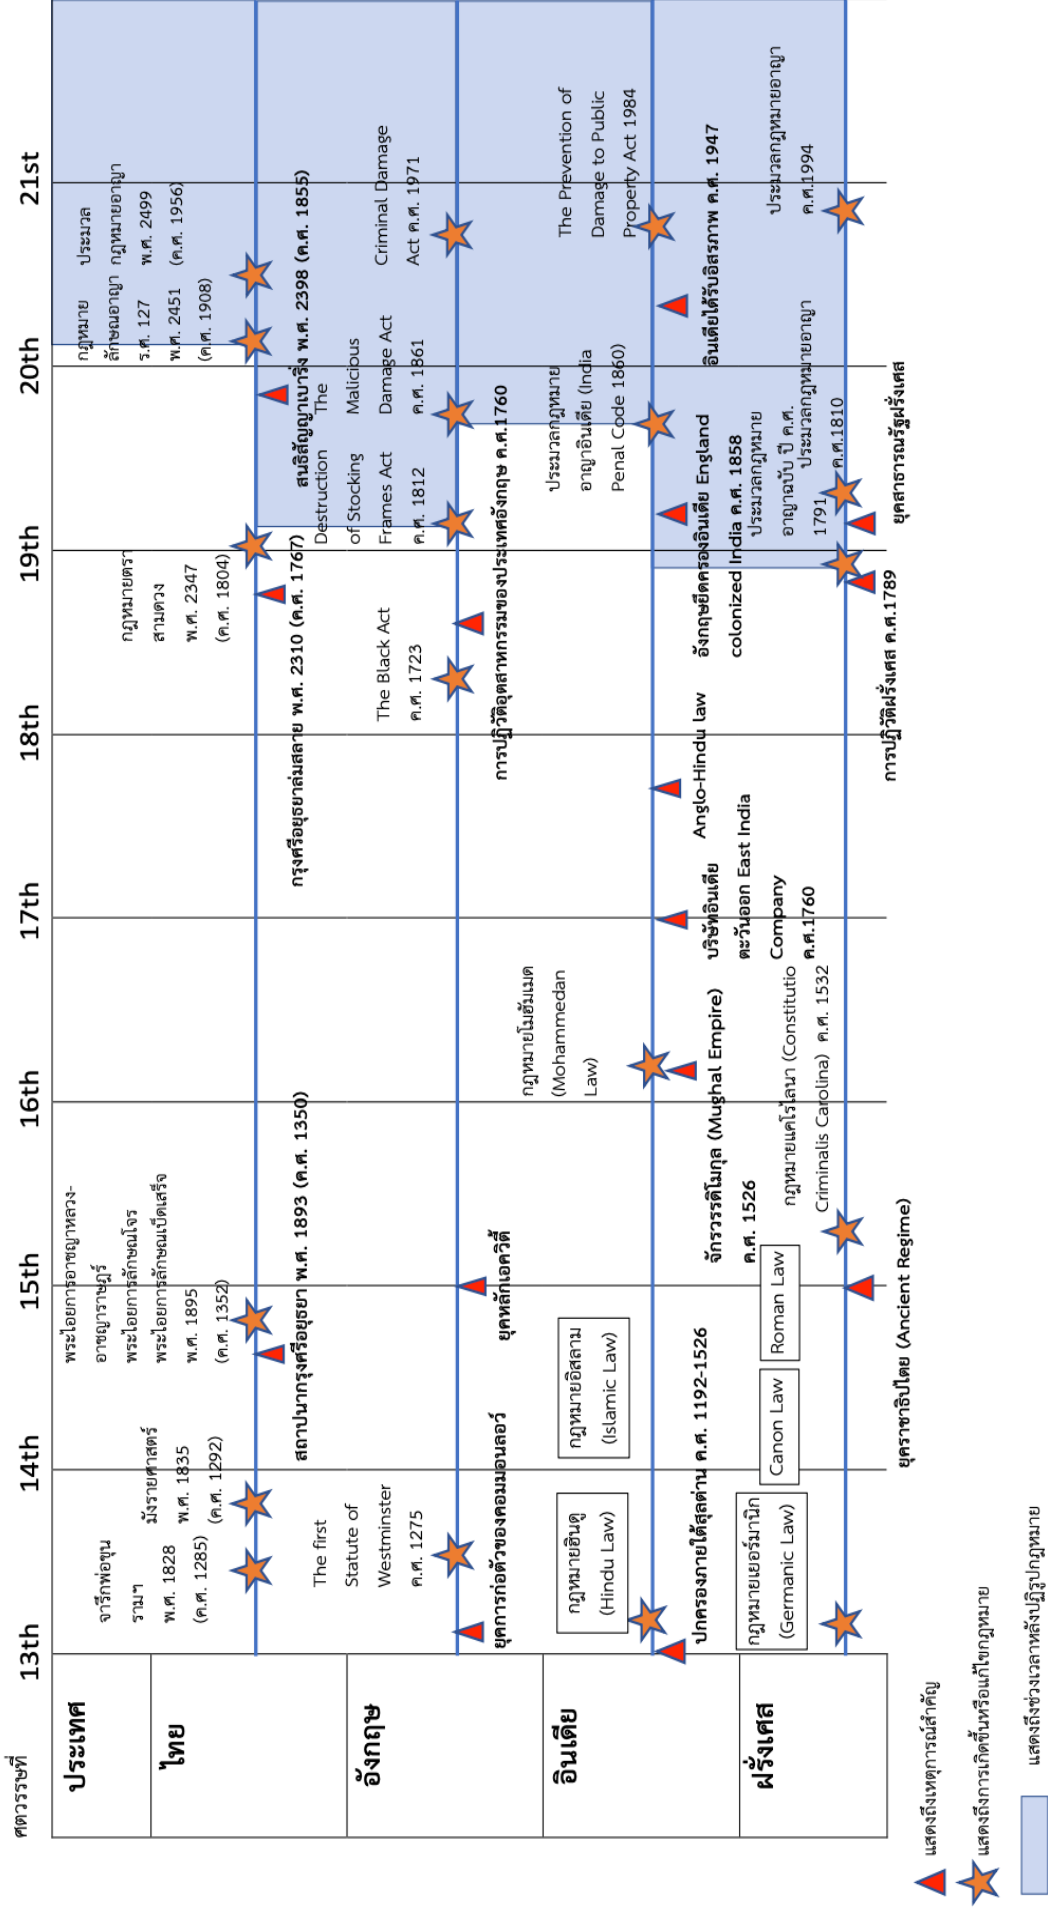 ศตวรรษที่
13th
14th
15th
16th
17th
18th
19th
20th
21st
ประเทศ
ไทย
จารึกพ่อขุน
รามฯ
พ.ศ. 1828
(ค.ศ. 1285)
มังรายศาสตร์
พ.ศ. 1835
(ค.ศ. 1292)
พระไอยการอาชญาหลวง-
อาชญาราษฎร์
พระไอยการลักษณโจร
พระไอยการลักษณเบ็ดเสร็จ
พ.ศ. 1895
(ค.ศ. 1352)
กฎหมายตรา
สามดวง
พ.ศ. 2347
(ค.ศ. 1804)
กฎหมาย
ลักษณอาญา
ร.ศ. 127
พ.ศ. 2451
(ค.ศ. 1908)
ประมวล
กฎหมายอาญา
พ.ศ. 2499
(ค.ศ. 1956)
สถาปนากรุงศรีอยุธยา พ.ศ. 1893 (ค.ศ. 1350)
กรุงศรีอยุธยาล่มสลาย พ.ศ. 2310 (ค.ศ. 1767)
สนธิสัญญาเบาริ่ง พ.ศ. 2398 (ค.ศ. 1855)
อังกฤษ
The first
Statute of
Westminster
ค.ศ. 1275
The Black Act
ค.ศ. 1723
Destruction
of Stocking
Frames Act
ค.ศ. 1812
The
Malicious
Damage Act
ค.ศ. 1861
Criminal Damage
Act ค.ศ. 1971
ยุคการก่อตัวของคอมมอนลอว์
ยุคหลักเอควิตี้
การปฏิวัติอุตสาหกรรมของประเทศอังกฤษ ค.ศ.1760
อินเดีย
กฎหมายฮินดู
(Hindu Law)
กฎหมายอิสลาม
(Islamic Law)
กฎหมายโมฮัมเมด
(Mohammedan
Law)
ประมวลกฎหมาย
อาญาอินเดีย (India
Penal Code 1860)
The Prevention of
Damage to Public
Property Act 1984
ปกครองภายใต้สุลต่าน ค.ศ. 1192-1526
จักรวรรดิโมกุล (Mughal Empire)
ค.ศ. 1526
บริษัทอินเดีย
ตะวันออก East India
Company
ค.ศ.1760
Anglo-Hindu law
อังกฤษยึดครองอินเดีย England
colonized India ค.ศ. 1858
อินเดียได้รับอิสรภาพ ค.ศ. 1947
ฝรั่งเศส
กฎหมายเยอร์มานิก
(Germanic Law)
Canon Law
Roman Law
กฎหมายแคโรไลนา (Constitutio
Criminalis Carolina) ค.ศ. 1532
ประมวลกฎหมาย
อาญาฉบับ ปี ค.ศ.
1791
ประมวลกฎหมายอาญา
ค.ศ.1810
ประมวลกฎหมายอาญา
ค.ศ.1994
ยุคราชาธิปไตย (Ancient Regime)
การปฏิวัติฝรั่งเศส ค.ศ.1789
ยุคสาธารณรัฐฝรั่งเศส
แสดงถึงเหตุการณ์สำคัญ
แสดงถึงการเกิดขึ้นหรือแก้ไขกฎหมาย
แสดงถึงช่วงเวลาหลังปฏิรูปกฎหมาย